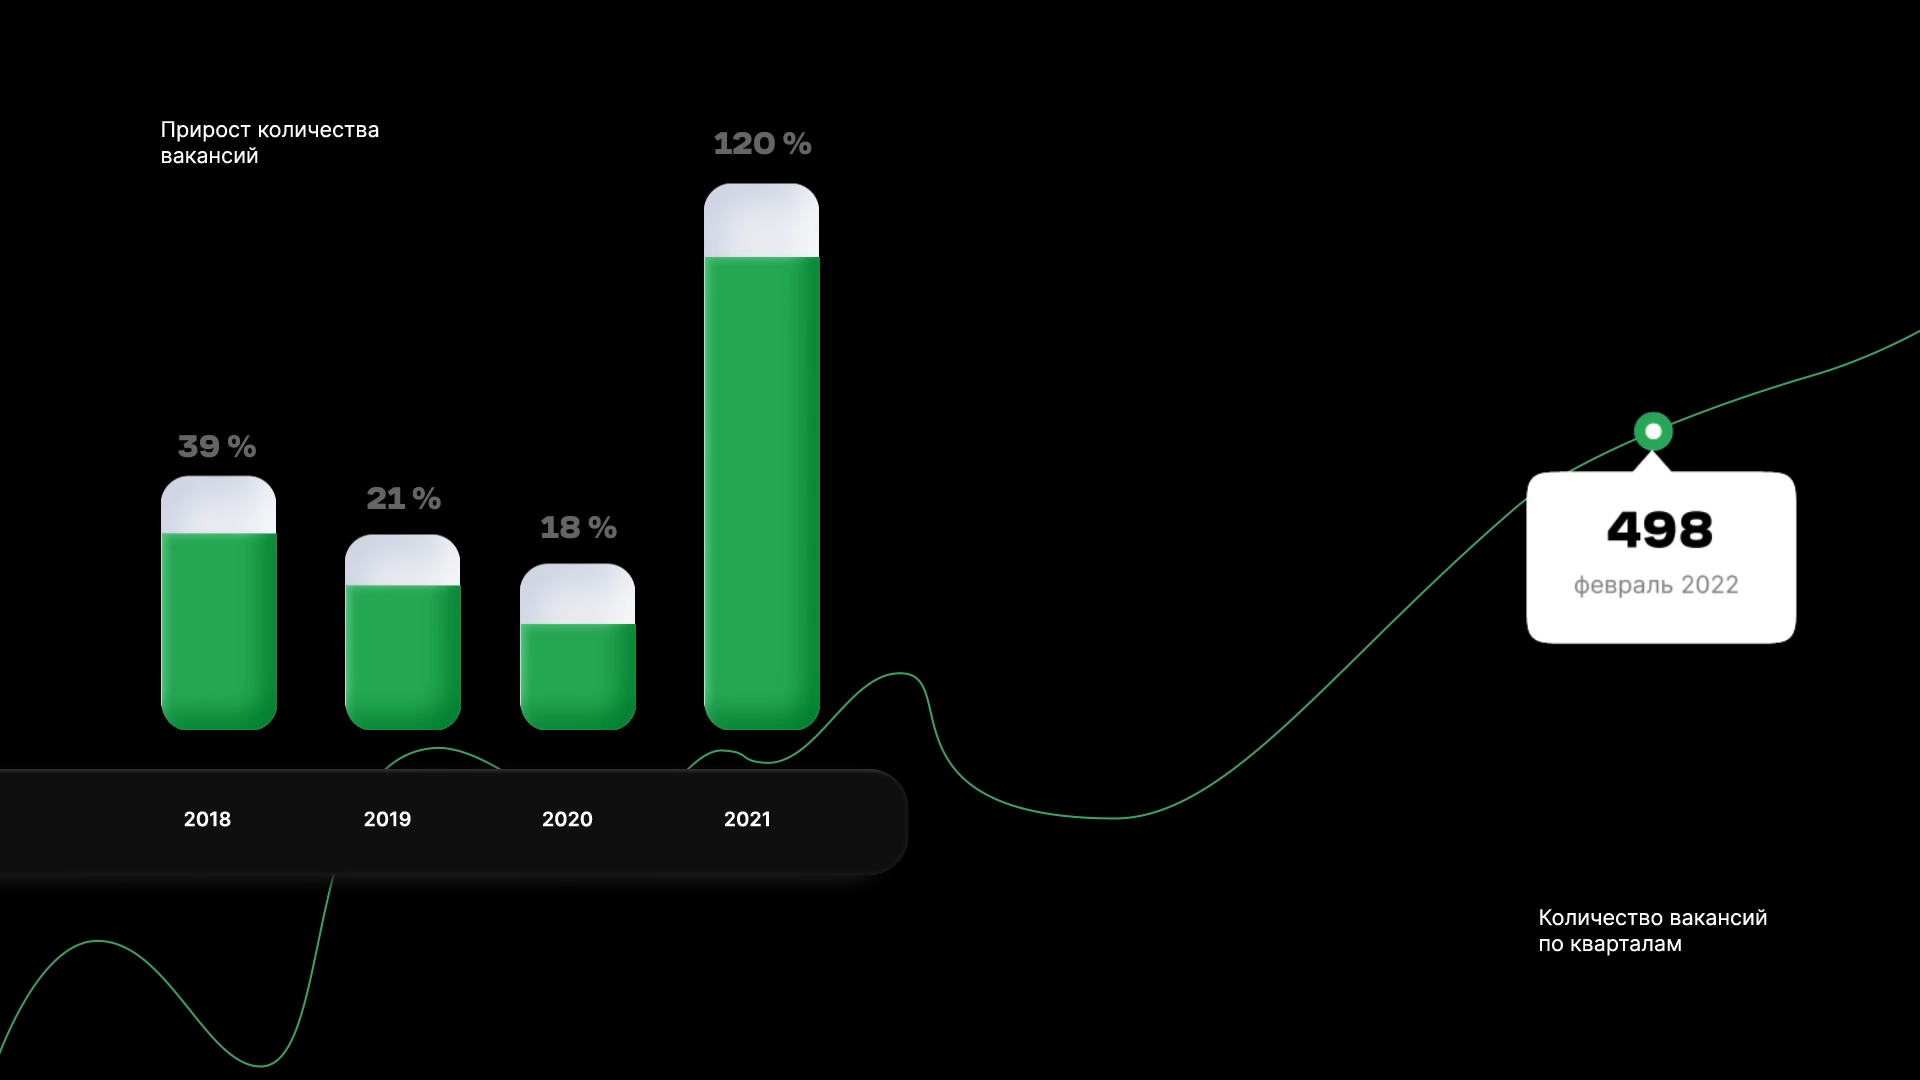 Прирост количества
вакансий
120 %
39 %
21 %
18 %
498
февраль 2022
2018
2019
2020
2021
Количество вакансий
по кварталам